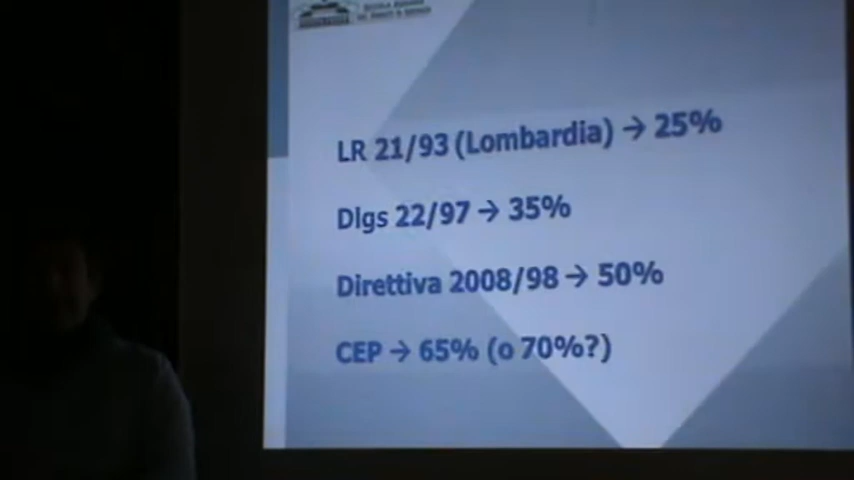 LR 21/93 (Lombardia) → 25%
Dlgs 22/97 → 35%
Direttiva 2008/98 → 50%
CEP → 65% (o 70%?)